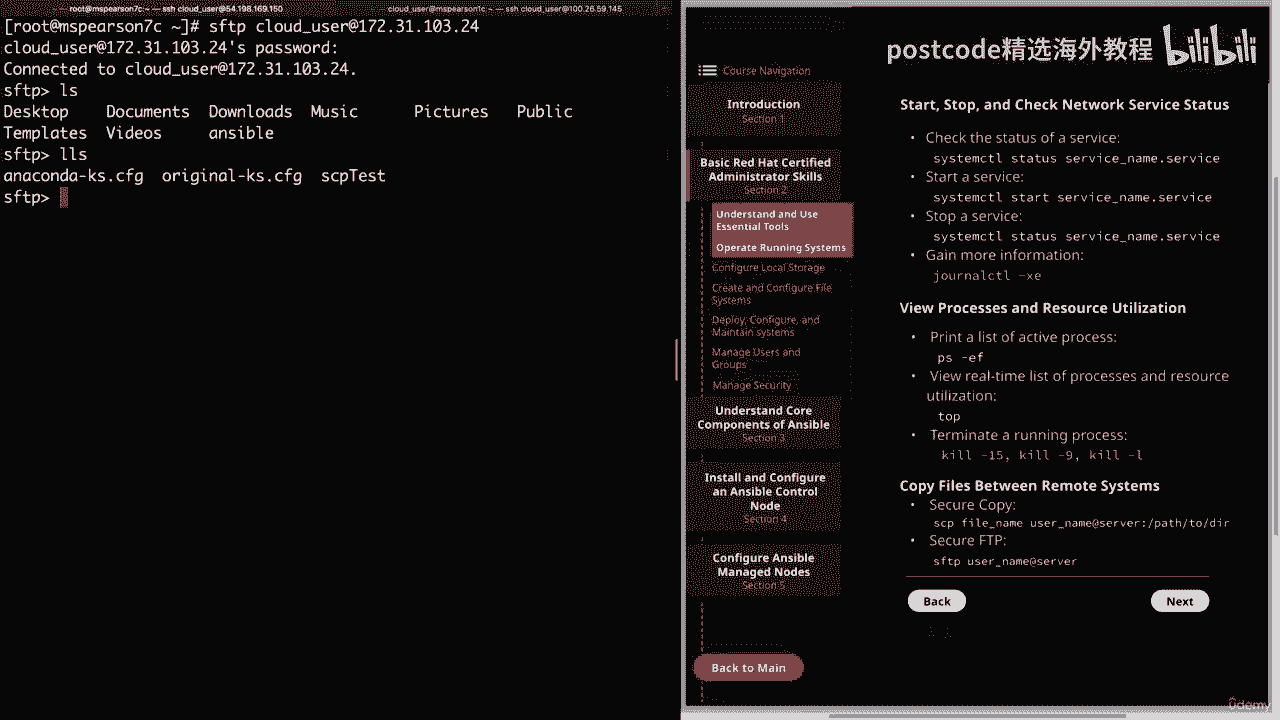 root@mspearson7c:~ — ssh cloud_user@54.198.169.150
cloud_user@mspearson1c:~ — ssh cloud_user@100.26.59.145
[root@mspearson7c ~]# sftp cloud_user@172.31.103.24
cloud_user@172.31.103.24's password:
Connected to cloud_user@172.31.103.24.
sftp> ls
Desktop Documents Downloads Music Pictures Public
Templates Videos ansible
sftp> lls
anaconda-ks.cfg original-ks.cfg scpTest
sftp>
postcode精选海外教程 bilibili
Course Navigation
Introduction
Section 1
Basic Red Hat Certified
Administrator Skills
Section 2
Understand and Use
Essential Tools
Operate Running Systems
Configure Local Storage
Create and Configure File
Systems
Deploy, Configure, and
Maintain systems
Manage Users and
Groups
Manage Security
Understand Core
Components of Ansible
Section 3
Install and Configure
an Ansible Control
Node
Section 4
Configure Ansible
Managed Nodes
Section 5
Back to Main
Start, Stop, and Check Network Service Status
• Check the status of a service:
systemctl status service_name.service
• Start a service:
systemctl start service_name.service
• Stop a service:
systemctl status service_name.service
• Gain more information:
journalctl -xe
View Processes and Resource Utilization
• Print a list of active process:
ps -ef
• View real-time list of processes and resource
utilization:
top
• Terminate a running process:
kill -15, kill -9, kill -l
Copy Files Between Remote Systems
• Secure Copy:
scp file_name user_name@server:/path/to/dir
• Secure FTP:
sftp user_name@server
Back
Next
ûdemy